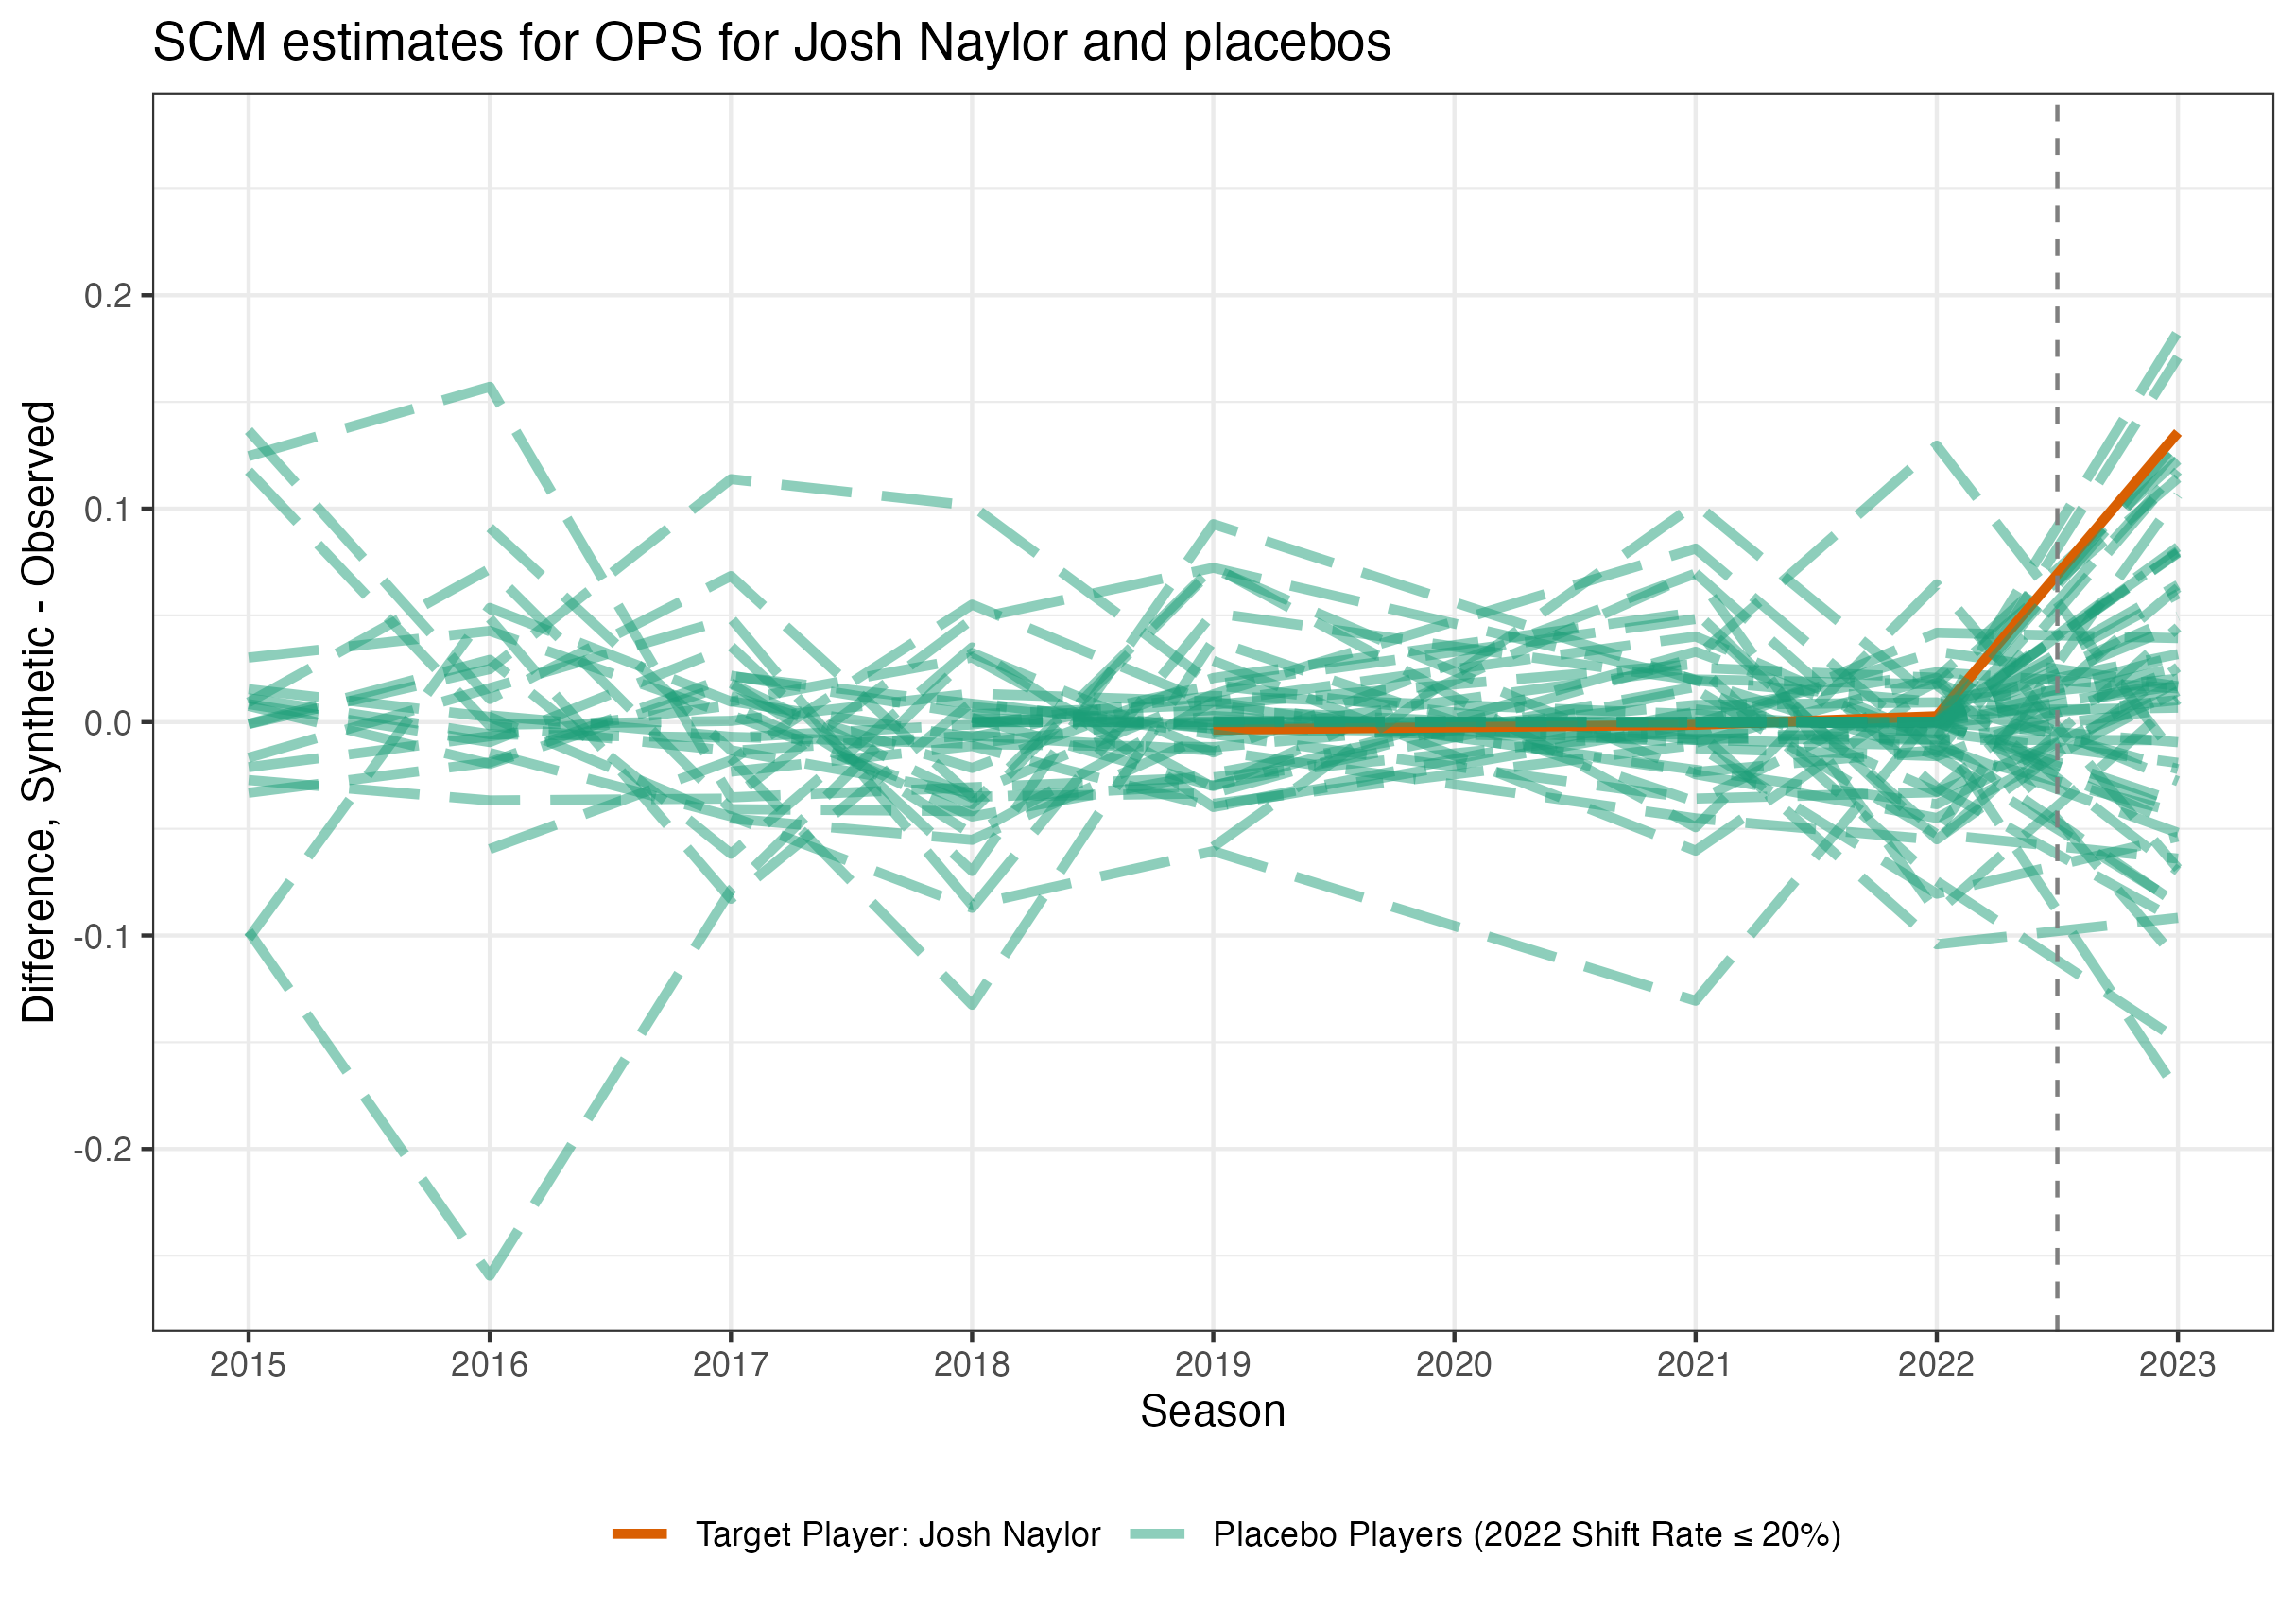 SCM estimates for OPS for Josh Naylor and placebos
Difference, Synthetic - Observed
0.2
0.1
0.0
-0.1
-0.2
2015 2016 2017 2018 2019 2020 2021 2022 2023
Season
Target Player: Josh Naylor Placebo Players (2022 Shift Rate ≤ 20%)